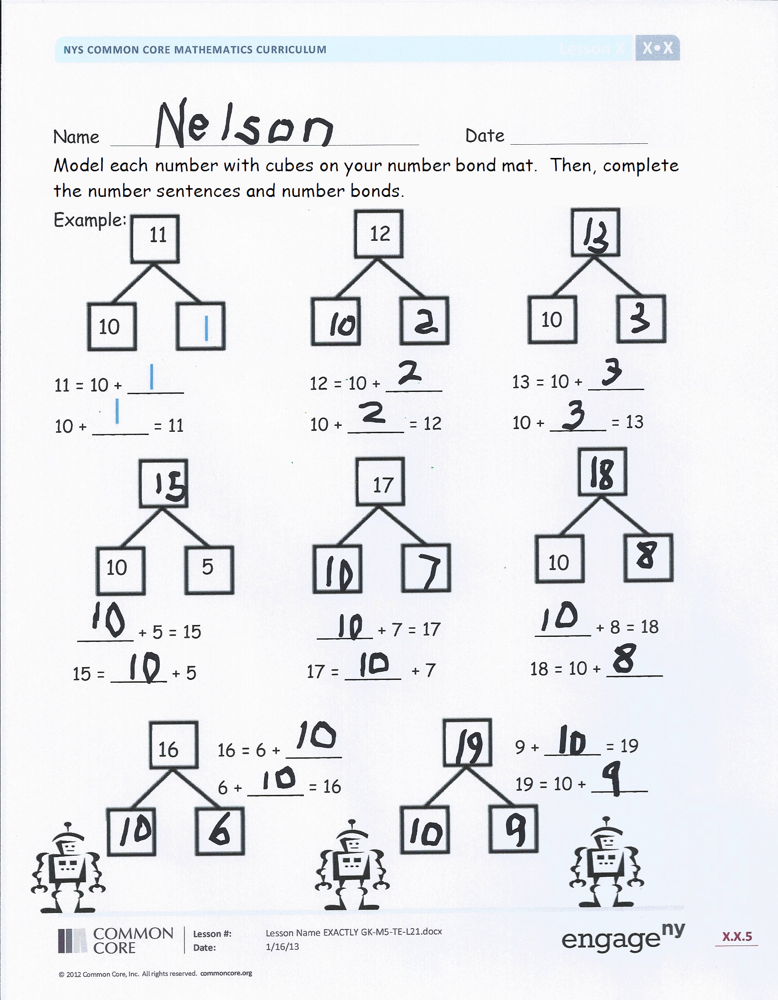 NYS COMMON CORE MATHEMATICS CURRICULUM Lesson X X•X
Name Nelson Date
Model each number with cubes on your number bond mat. Then, complete
the number sentences and number bonds.
Example: 11 12 13
10 1 10 2 10 3
11 = 10 + 1 12 = 10 + 2 13 = 10 + 3
10 + 1 = 11 10 + 2 = 12 10 + 3 = 13
15 17 18
10 5 10 7 10 8
10 + 5 = 15 10 + 7 = 17 10 + 8 = 18
15 = 10 + 5 17 = 10 + 7 18 = 10 + 8
16 16 = 6 + 10 19 9 + 10 = 19
6 + 10 = 16 19 = 10 + 9
10 6 10 9
COMMON CORE Lesson #: Lesson Name EXACTLY GK-M5-TE-L21.docx engage ny X.X.5
Date: 1/16/13
© 2012 Common Core, Inc. All rights reserved. commoncore.org